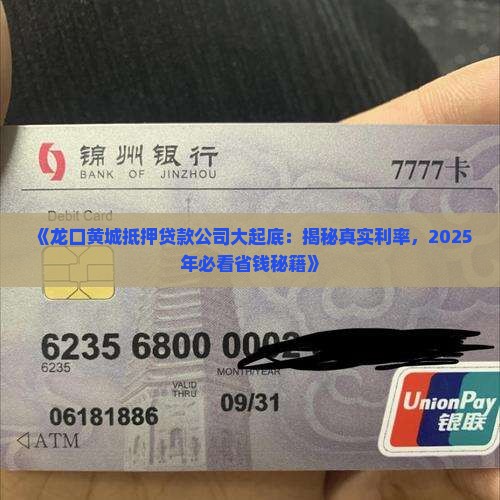 锦州银行
BANK OF JINZHOU
7777卡
Debit Card
《龙口黄城抵押贷款公司大起底：揭秘真实利率，2025
年必看省钱秘籍》
6235 6800 0002
6235
MONTH/YEAR
VALID
THRU
09/31
06181886
ATM
UnionPay
银联